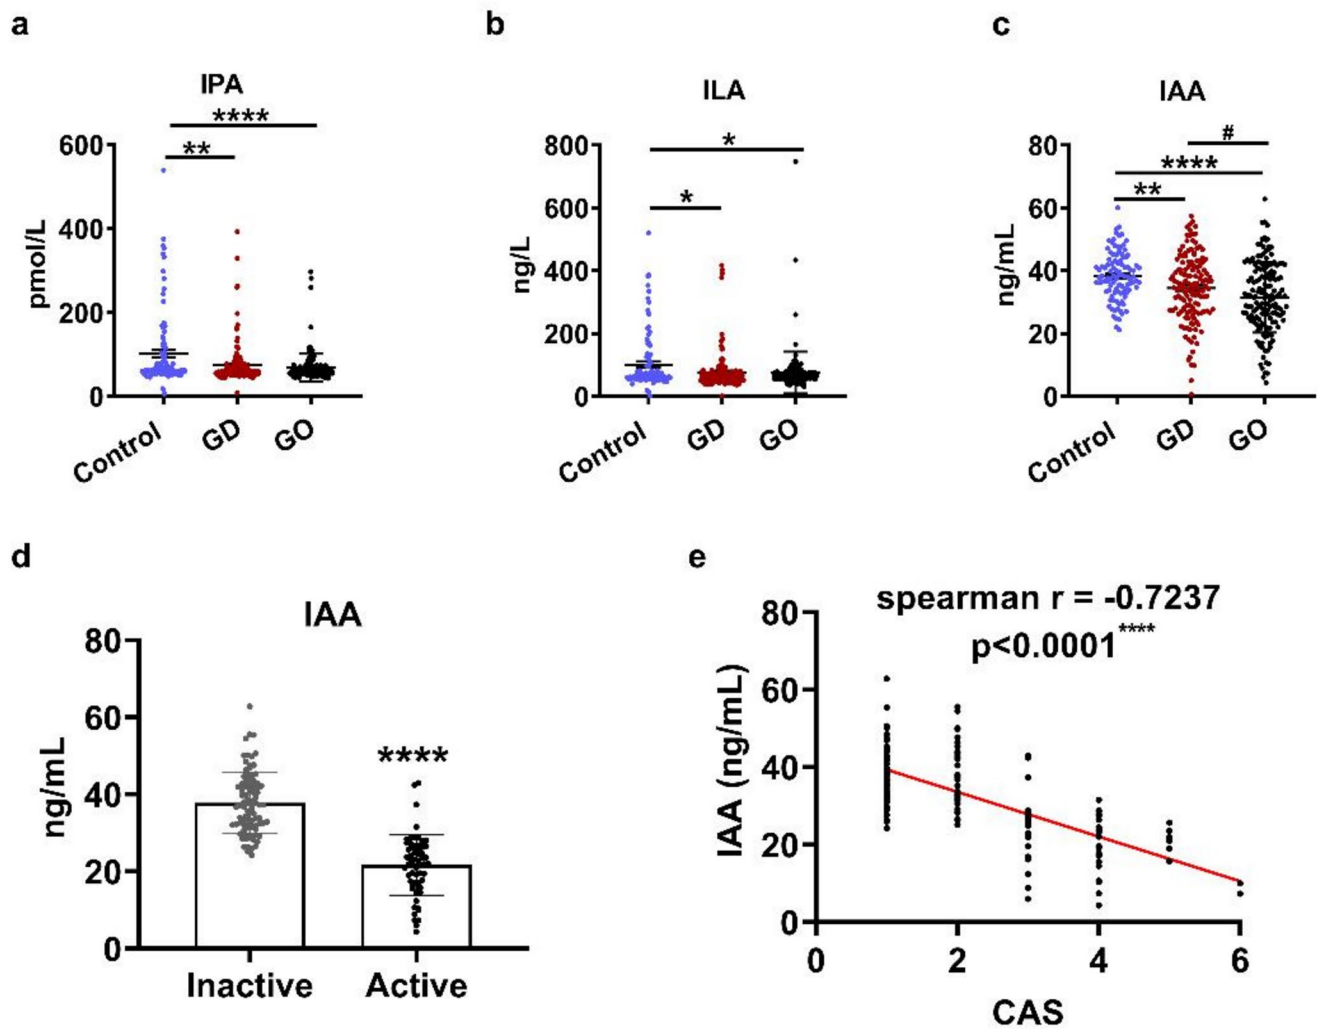 a
IPA
****
**
600
400
200
0
pmol/L
Control
GD
GO
b
ILA
*
*
800
600
400
200
0
ng/L
Control
GD
GO
c
IAA
#
****
**
80
60
40
20
0
ng/mL
Control
GD
GO
d
IAA
80
60
40
20
0
ng/mL
****
Inactive
Active
e
spearman r = -0.7237
p<0.0001****
80
60
40
20
0
IAA (ng/mL)
0
2
4
6
CAS